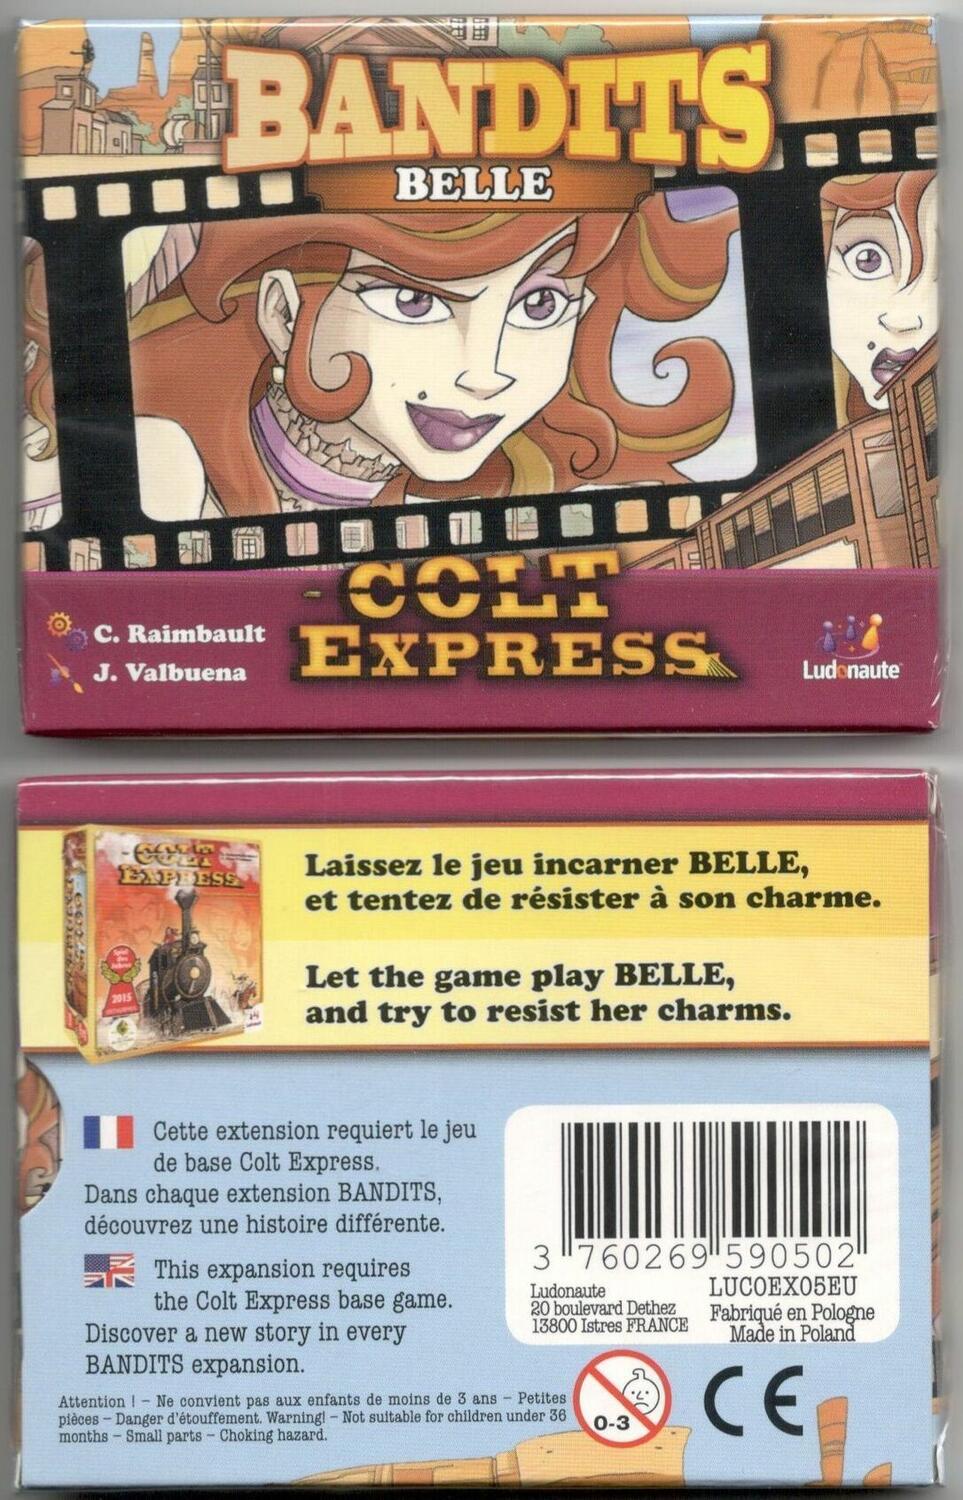 BANDITS
BELLE
COLT
EXPRESS
C. Raimbault
J. Valbuena
Ludonaute
COLT
EXPRESS
Spiel
des
Jahres
2015
Laissez le jeu incarner BELLE,
et tentez de résister à son charme.
Let the game play BELLE,
and try to resist her charms.
Cette extension requiert le jeu
de base Colt Express.
Dans chaque extension BANDITS,
découvrez une histoire différente.
This expansion requires
the Colt Express base game.
Discover a new story in every
BANDITS expansion.
3 760269 590502
Ludonaute
20 boulevard Dethez
13800 Istres FRANCE
LUCOEX05EU
Fabriqué en Pologne
Made in Poland
Attention ! – Ne convient pas aux enfants de moins de 3 ans – Petites
pièces – Danger d'étouffement. Warning! – Not suitable for children under 36
months – Small parts – Choking hazard.
0-3
CE